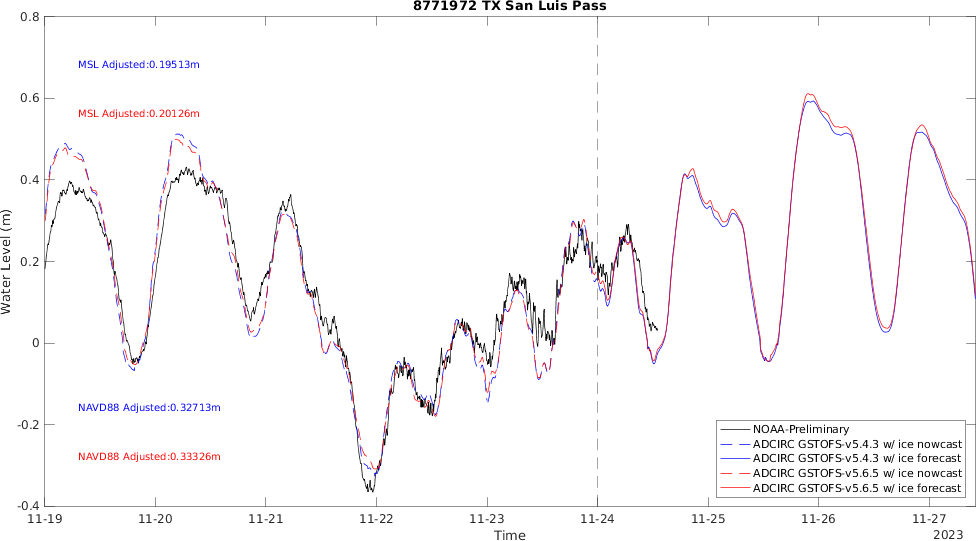 8771972 TX San Luis Pass
0.8
0.6
0.4
0.2
0
-0.2
-0.4
Water Level (m)
MSL Adjusted:0.19513m
MSL Adjusted:0.20126m
NAVD88 Adjusted:0.32713m
NAVD88 Adjusted:0.33326m
NOAA-Preliminary
ADCIRC GSTOFS-v5.4.3 w/ ice nowcast
ADCIRC GSTOFS-v5.4.3 w/ ice forecast
ADCIRC GSTOFS-v5.6.5 w/ ice nowcast
ADCIRC GSTOFS-v5.6.5 w/ ice forecast
11-19 11-20 11-21 11-22 11-23 11-24 11-25 11-26 11-27
Time
2023